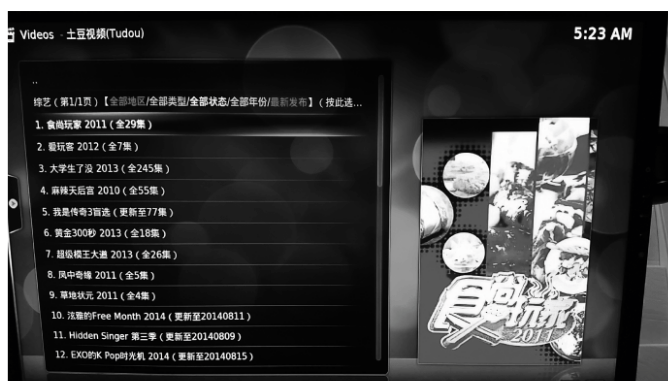 Videos - 土豆视频(Tudou)
5:23 AM
..
综艺(第1/1页)【全部地区/全部类型/全部状态/全部年份/最新发布】(按此选...
1. 食尚玩家 2011(全29集)
2. 爱玩客 2012(全7集)
3. 大学生了没 2013(全245集)
4. 麻辣天后宫 2010(全55集)
5. 我是传奇3盲选(更新至77集)
6. 黄金300秒 2013(全18集)
7. 超级模王大道 2013(全26集)
8. 风中奇缘 2011(全5集)
9. 草地状元 2011(全4集)
10. 泫雅的Free Month 2014(更新至20140811)
11. Hidden Singer 第三季(更新至20140809)
12. EXO的K Pop时光机 2014(更新至20140815)
食尚玩家
2011